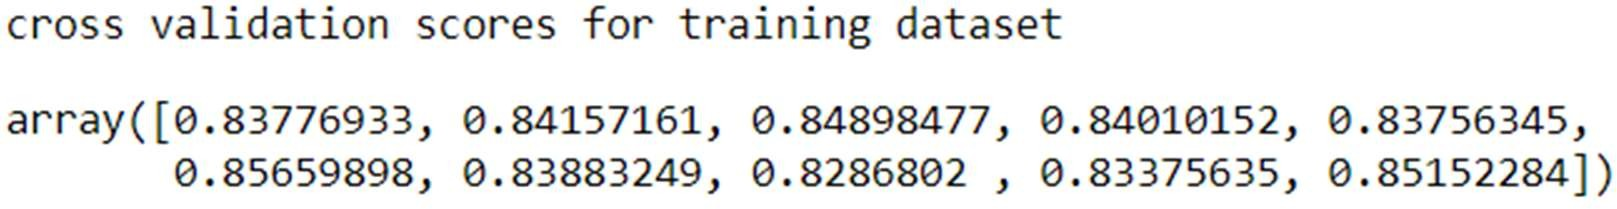 cross validation scores for training dataset
array([0.83776933, 0.84157161, 0.84898477, 0.84010152, 0.83756345,
0.85659898, 0.83883249, 0.8286802 , 0.83375635, 0.85152284])